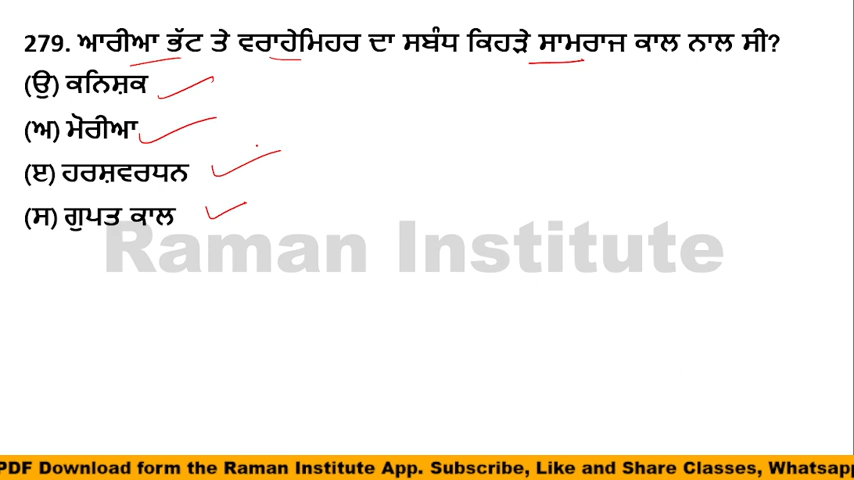 279. ਆਰੀਆ ਭੱਟ ਤੇ ਵਰਾਹੇਮਿਹਰ ਦਾ ਸਬੰਧ ਕਿਹੜੇ ਸਾਮਰਾਜ ਕਾਲ ਨਾਲ ਸੀ?
(ੳ) ਕਨਿਸ਼ਕ
(ਅ) ਮੋਰੀਆ
(ੲ) ਹਰਸ਼ਵਰਧਨ
(ਸ) ਗੁਪਤ ਕਾਲ
Raman Institute
PDF Download form the Raman Institute App. Subscribe, Like and Share Classes, Whatsapp